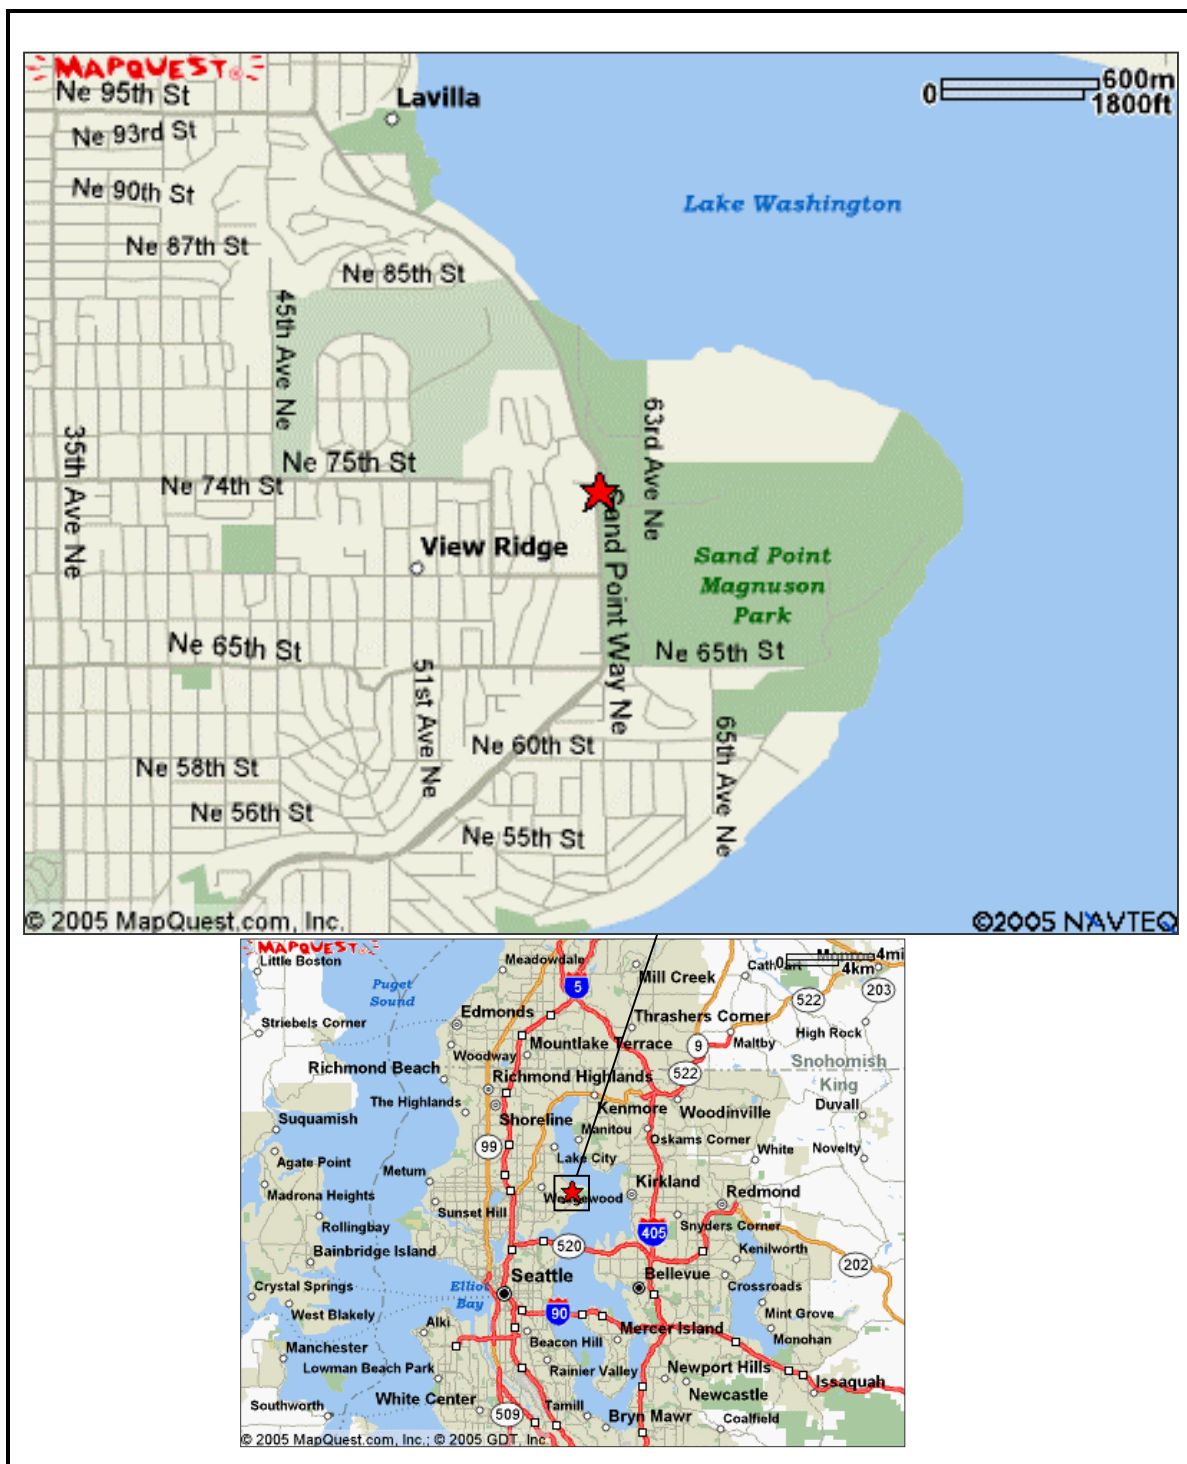 MAPQUEST
Ne 95th St
Lavilla
0
600m
1800ft
Ne 93rd St
Ne 90th St
Lake Washington
Ne 87th St
Ne 85th St
45th Ave Ne
63rd Ave Ne
35th Ave Ne
Ne 75th St
Ne 74th St
Sand Point Way Ne
View Ridge
Sand Point
Magnuson
Park
Ne 65th St
Ne 65th St
51st Ave Ne
65th Ave Ne
Ne 60th St
Ne 58th St
Ne 56th St
Ne 55th St
© 2005 MapQuest.com, Inc.
©2005 NAVTEQ
MAPQUEST
Little Boston
Meadowdale
Puget
Sound
5
Mill Creek
0
4mi
4km
203
522
Edmonds
Thrashers Corner
Striebels Corner
High Rock
Mountlake Terrace
9
Maltby
Woodway
Snohomish
Richmond Beach
Richmond Highlands
522
King
The Highlands
Kenmore
Woodinville
Duvall
Suquamish
Shoreline
Manitou
99
Oskams Corner
Lake City
White
Novelty
Agate Point
Metum
Kirkland
Redmond
Madrona Heights
Sunset Hill
Snyders Corner
Rollingbay
405
Bainbridge Island
520
Kenilworth
202
Seattle
Bellevue
Crystal Springs
Elliot
Bay
Crossroads
West Blakely
90
Mint Grove
Alki
Mercer Island
Monohan
Manchester
Beacon Hill
Lowman Beach Park
Rainier Valley
Newport Hills
Issaquah
White Center
Newcastle
Southworth
509
Tamill
Bryn Mawr
Coalfield
© 2005 MapQuest.com, Inc.; © 2005 GDT, Inc.